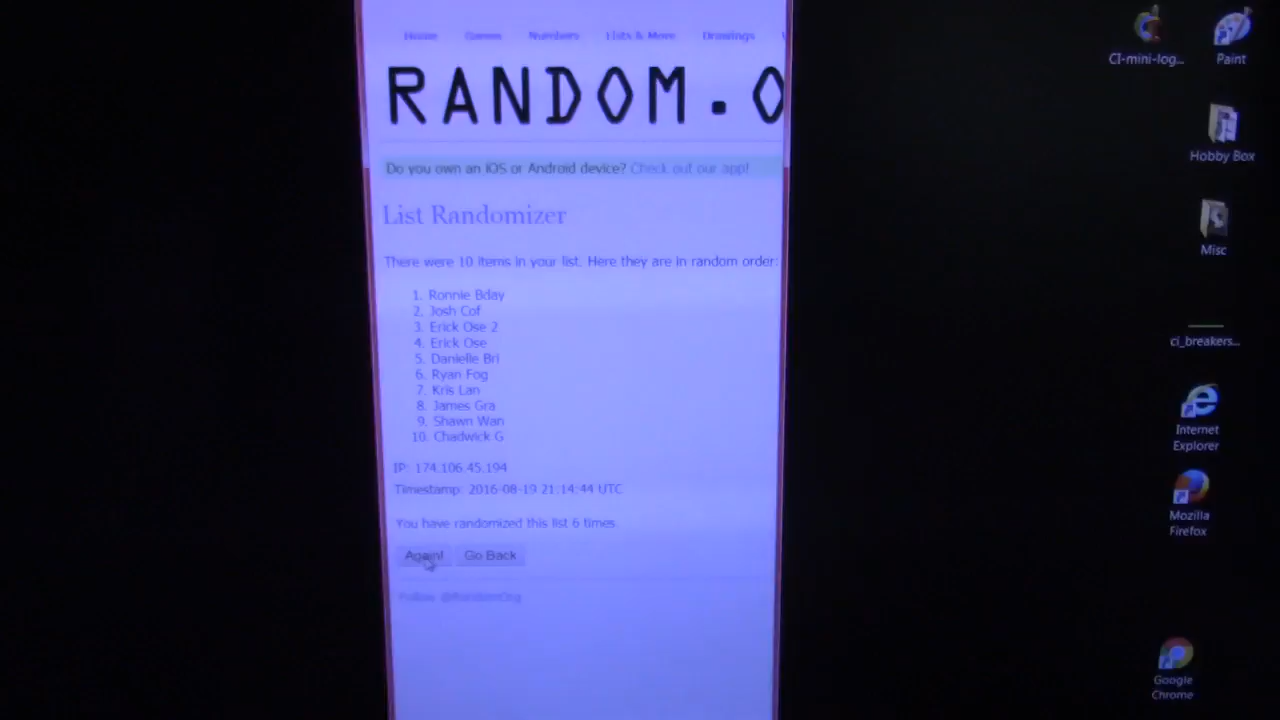 Home Games Numbers Lists & More Drawings
RANDOM.O
Do you own an iOS or Android device? Check out our app!
List Randomizer
There were 10 items in your list. Here they are in random order:
1. Ronnie Bday
2. Josh Cof
3. Erick Ose 2
4. Erick Ose
5. Danielle Bri
6. Ryan Fog
7. Kris Lan
8. James Gra
9. Shawn Wan
10. Chadwick G
IP: 174.106.45.194
Timestamp: 2016-08-19 21:14:44 UTC
You have randomized this list 6 times.
Again! Go Back
Follow @RandomOrg
CI-mini-log...
Paint
Hobby Box
Misc
ci_breakers...
Internet
Explorer
Mozilla
Firefox
Google
Chrome